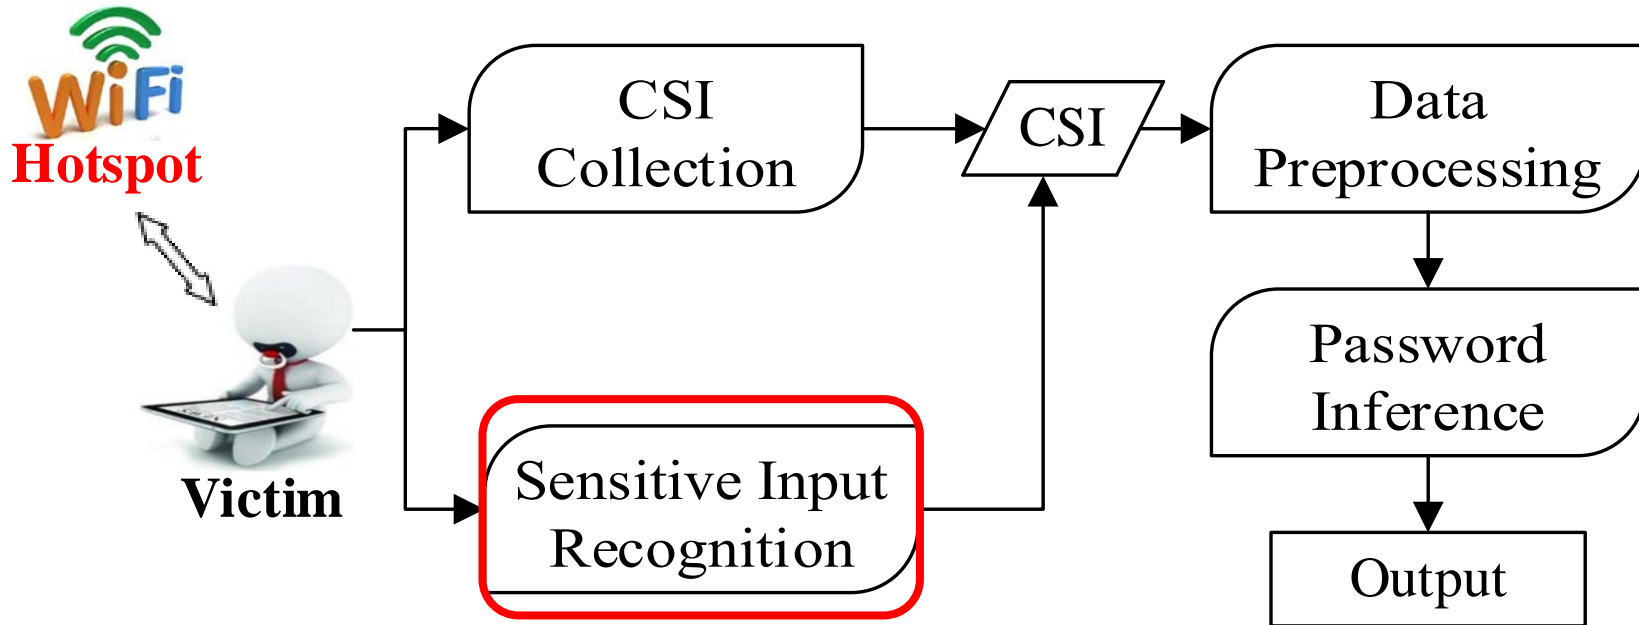 WiFi
Hotspot
Victim
CSI
Collection
Sensitive Input
Recognition
CSI
Data
Preprocessing
Password
Inference
Output